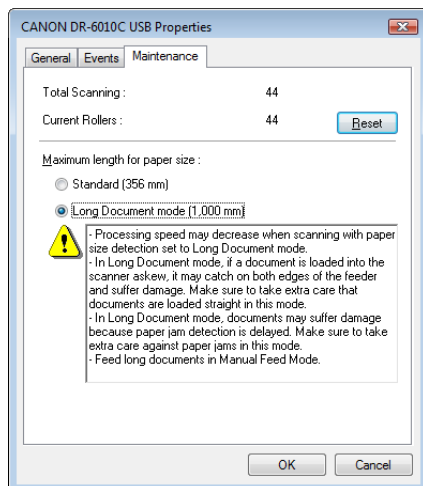 CANON DR-6010C USB Properties
General Events Maintenance
Total Scanning : 44
Current Rollers : 44 Reset
Maximum length for paper size :
Standard (356 mm)
Long Document mode (1,000 mm)
- Processing speed may decrease when scanning with paper
size detection set to Long Document mode.
- In Long Document mode, if a document is loaded into the
scanner askew, it may catch on both edges of the feeder
and suffer damage. Make sure to take extra care that
documents are loaded straight in this mode.
- In Long Document mode, documents may suffer damage
because paper jam detection is delayed. Make sure to take
extra care against paper jams in this mode.
- Feed long documents in Manual Feed Mode.
OK Cancel